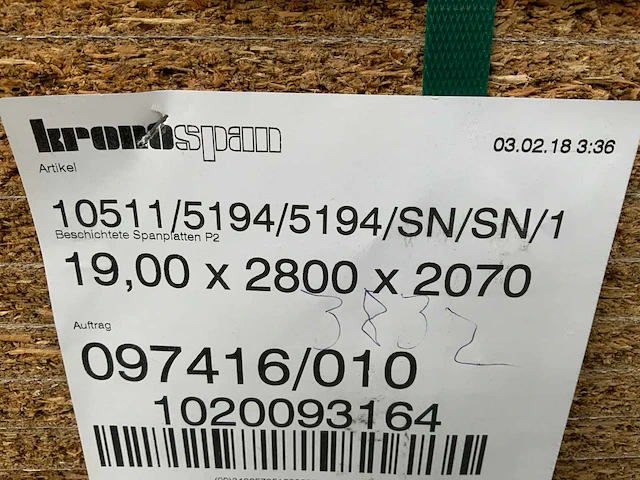 kronospan
03.02.18 3:36
Artikel
10511/5194/5194/SN/SN/1
Beschichtete Spanplatten P2
19,00 x 2800 x 2070
3832
Auftrag
097416/010
1020093164